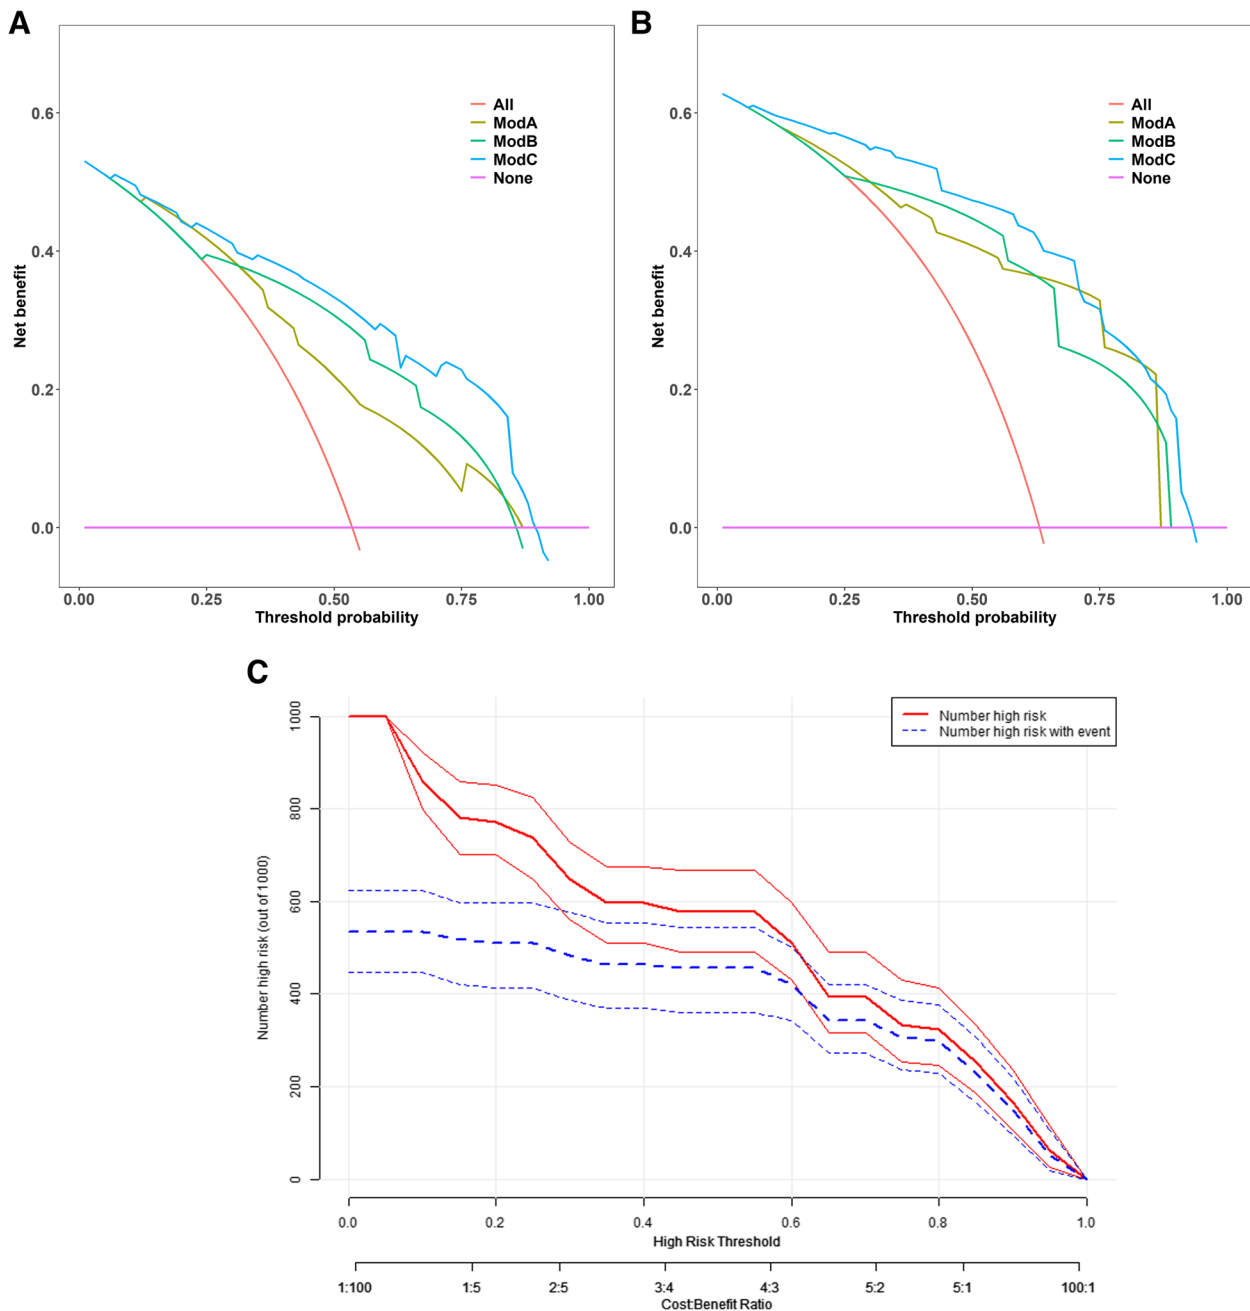 A
B
All
ModA
ModB
ModC
None
0.6
0.4
0.2
0.0
Net benefit
0.00
0.25
0.50
0.75
1.00
Threshold probability
All
ModA
ModB
ModC
None
0.6
0.4
0.2
0.0
Net benefit
0.00
0.25
0.50
0.75
1.00
Threshold probability
C
Number high risk
Number high risk with event
1000
800
600
400
200
0
Number high risk (out of 1000)
0.0
0.2
0.4
0.6
0.8
1.0
High Risk Threshold
1:100
1:5
2:5
3:4
4:3
5:2
5:1
100:1
Cost:Benefit Ratio